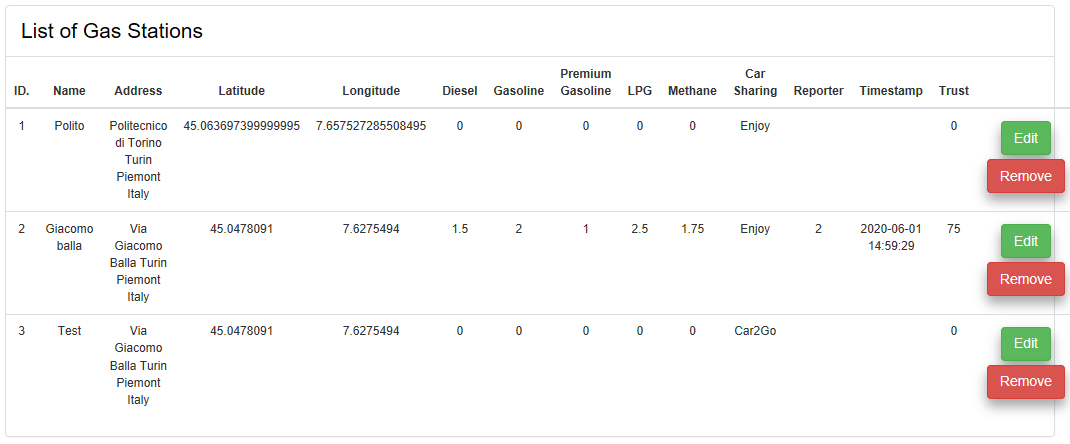 List of Gas Stations
Premium Car
ID. Name Address Latitude Longitude Diesel Gasoline Gasoline LPG Methane Sharing Reporter Timestamp Trust
1 Polito Politecnico 45.063697399999995 7.657527285508495 0 0 0 0 0 Enjoy 0
di Torino Edit
Turin
Piemont Remove
Italy
2 Giacomo Via 45.0478091 7.6275494 1.5 2 1 2.5 1.75 Enjoy 2 2020-06-01 75
balla Giacomo 14:59:29 Edit
Balla Turin
Piemont Remove
Italy
3 Test Via 45.0478091 7.6275494 0 0 0 0 0 Car2Go 0
Giacomo Edit
Balla Turin
Piemont Remove
Italy